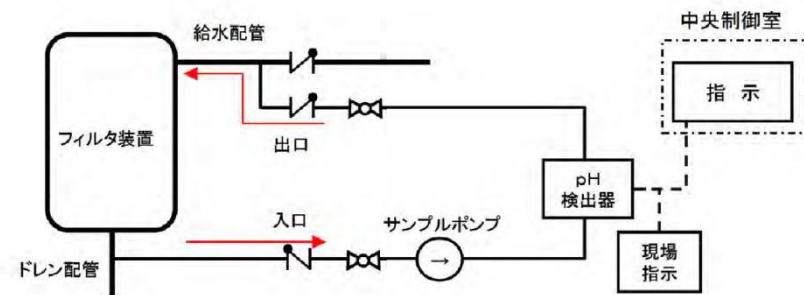 中央制御室
給水配管
指 示
フィルタ装置
出口
pH
検出器
入口
サンプルポンプ
→
現場
指示
ドレン配管